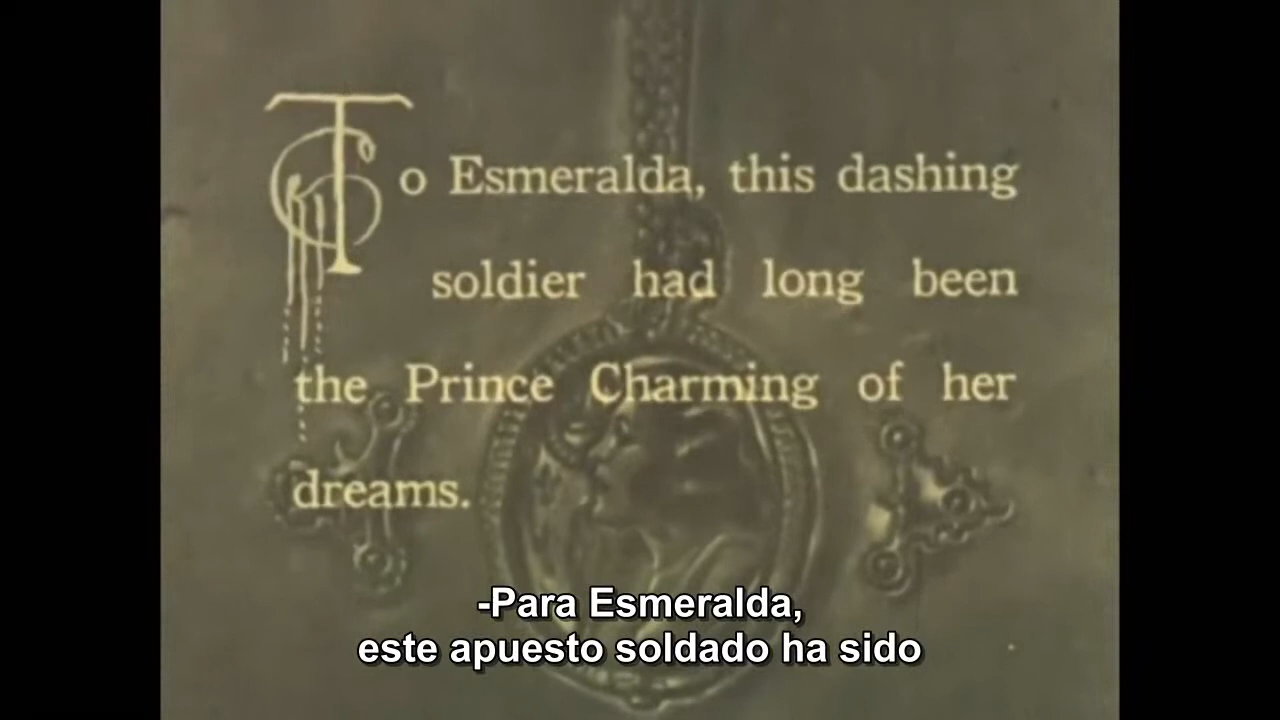 To Esmeralda, this dashing
soldier had long been
the Prince Charming of her
dreams.
-Para Esmeralda,
este apuesto soldado ha sido